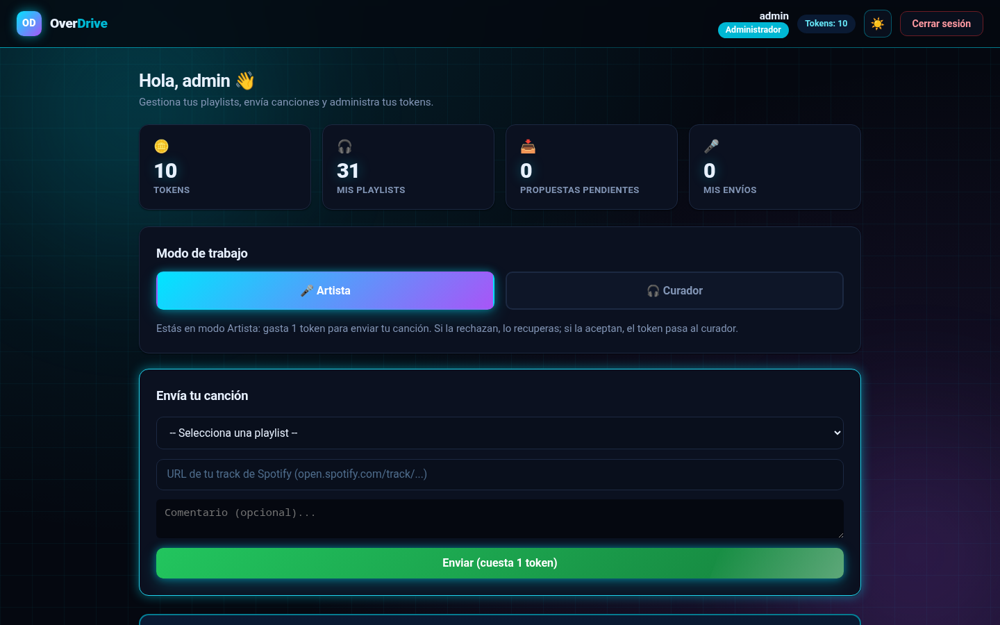 OD OverDrive
admin
Administrador
Tokens: 10
Cerrar sesión
Hola, admin 👋
Gestiona tus playlists, envía canciones y administra tus tokens.
10
TOKENS
31
MIS PLAYLISTS
0
PROPUESTAS PENDIENTES
0
MIS ENVÍOS
Modo de trabajo
🎤 Artista
🎧 Curador
Estás en modo Artista: gasta 1 token para enviar tu canción. Si la rechazan, lo recuperas; si la aceptan, el token pasa al curador.
Envía tu canción
-- Selecciona una playlist --
URL de tu track de Spotify (open.spotify.com/track/...)
Comentario (opcional)...
Enviar (cuesta 1 token)